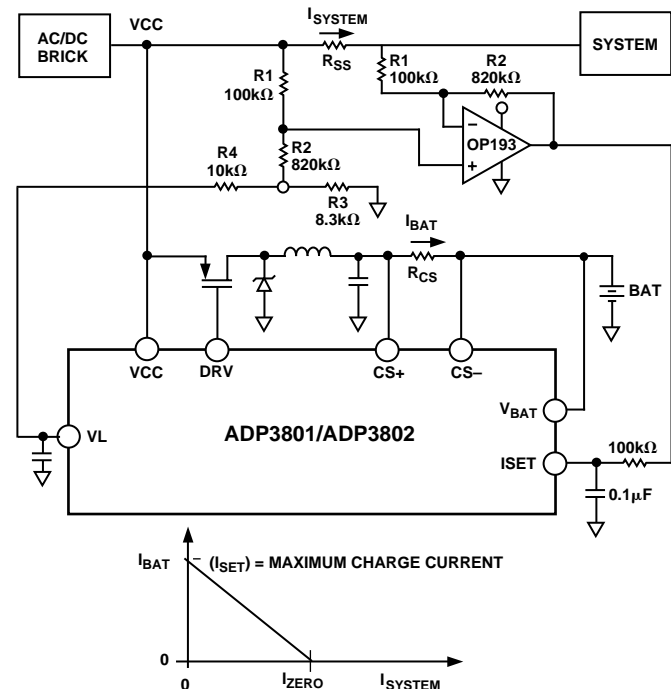 AC/DC
BRICK
VCC
ISYSTEM
RSS
SYSTEM
R1
100kΩ
R1
100kΩ
R2
820kΩ
–
OP193
+
R4
10kΩ
R2
820kΩ
R3
8.3kΩ
IBAT
RCS
BAT
VCC
DRV
CS+
CS–
VBAT
VL
ADP3801/ADP3802
ISET
100kΩ
0.1µF
IBAT
(ISET) = MAXIMUM CHARGE CURRENT
0
0
IZERO
ISYSTEM